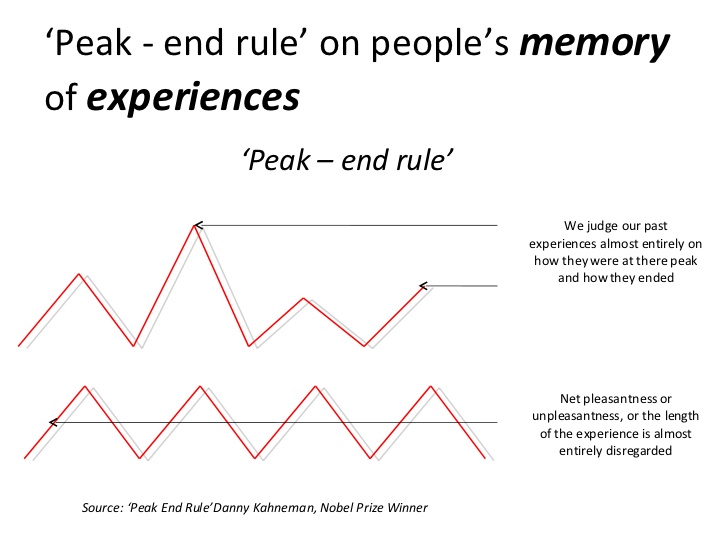 ‘Peak - end rule’ on people’s memory
of experiences
‘Peak – end rule’
We judge our past
experiences almost entirely on
how they were at there peak
and how they ended
Net pleasantness or
unpleasantness, or the length
of the experience is almost
entirely disregarded
Source: ‘Peak End Rule’Danny Kahneman, Nobel Prize Winner